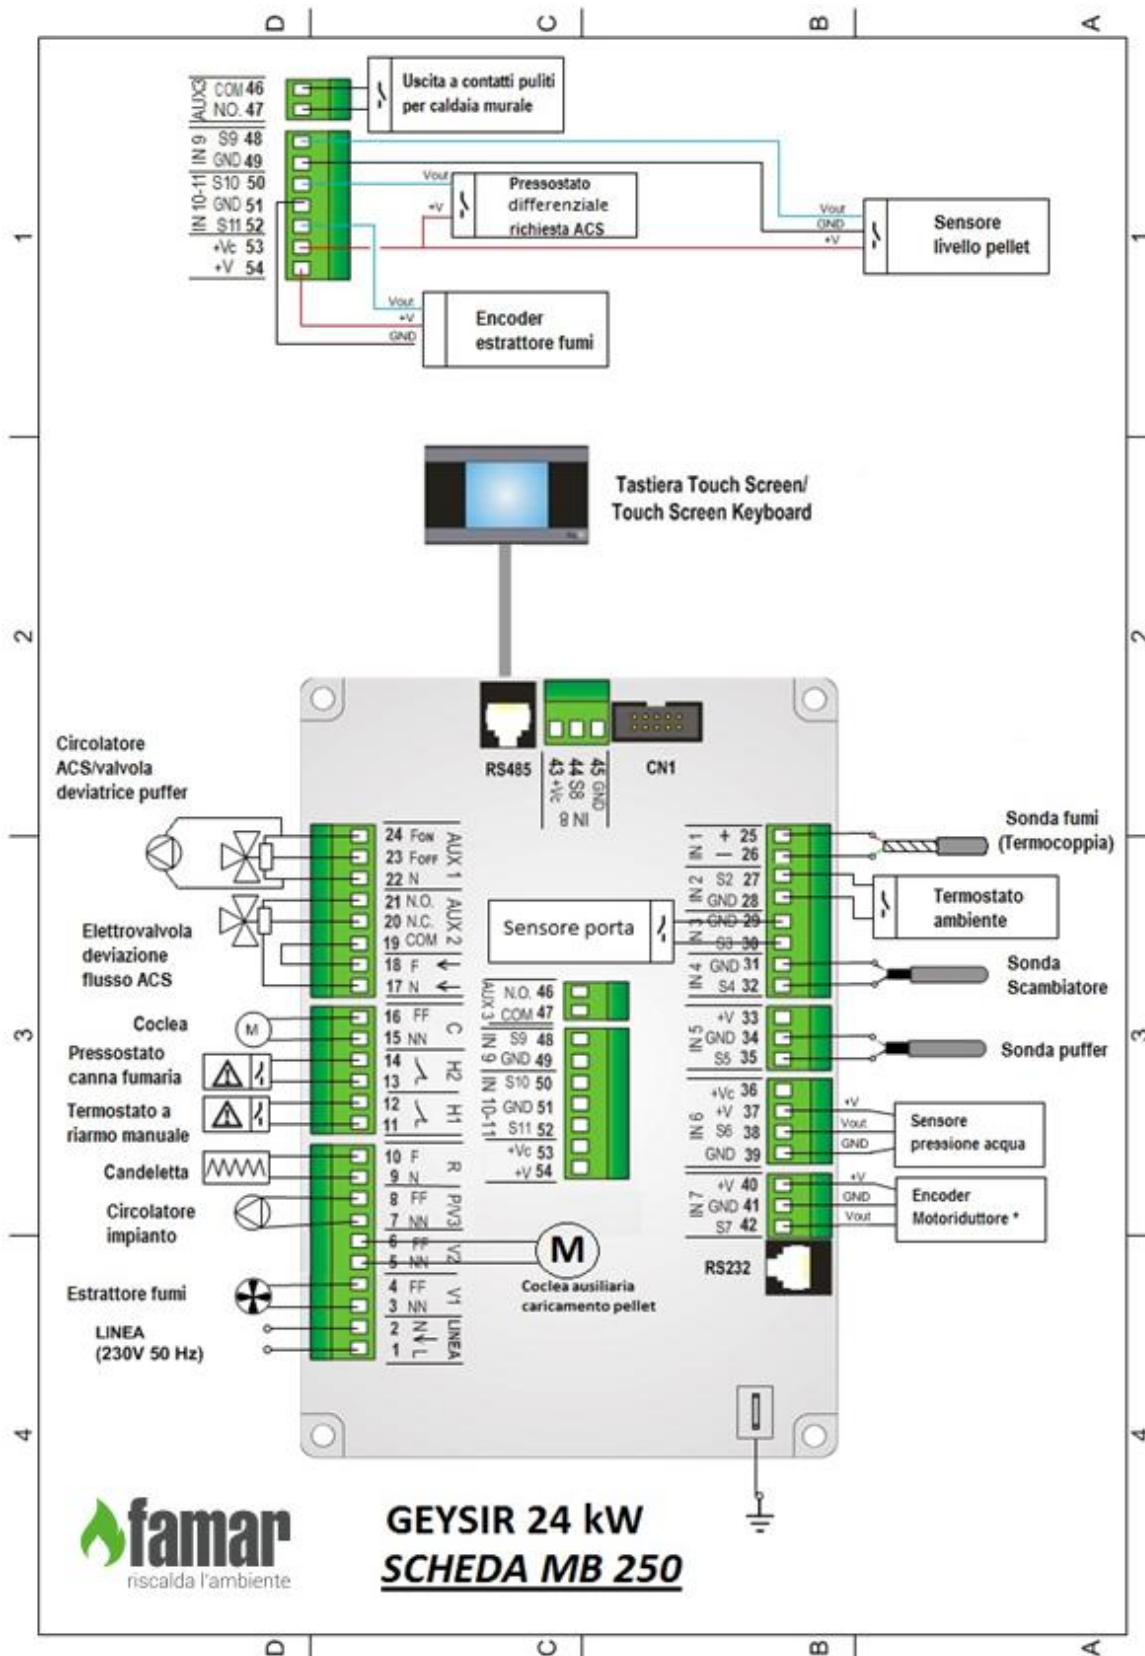 D C B A
AUX3
COM 46
NO. 47
Uscita a contatti puliti
per caldaia murale
IN 9
S9 48
GND 49
IN 10-11
S10 50
GND 51
S11 52
+Vc 53
+V 54
Vout
+V
Pressostato
differenziale
richiesta ACS
Vout
GND
+V
Sensore
livello pellet
Vout
+V
GND
Encoder
estrattore fumi
1 1
Tastiera Touch Screen/
Touch Screen Keyboard
2 2
RS485
43 +Vc
44 S8
45 GND
IN 8
CN1
Circolatore
ACS/valvola
deviatrice puffer
24 FON
23 FOFF
22 N
AUX 1
21 N.O.
20 N.C.
19 COM
AUX 2
18 F
17 N
Elettrovalvola
deviazione
flusso ACS
Coclea
16 FF
15 NN
C
Pressostato
canna fumaria
14
13
H2
Termostato a
riarmo manuale
12
11
H1
Candeletta
10 F
9 N
R
Circolatore
impianto
8 FF
7 NN
P/V3
6 FF
5 NN
V2
Estrattore fumi
4 FF
3 NN
V1
LINEA
(230V 50 Hz)
2 N
1 L
LINEA
M
M
Coclea ausiliaria
caricamento pellet
Sensore porta
AUX 3
N.O. 46
COM 47
IN 9
S9 48
GND 49
IN 10-11
S10 50
GND 51
S11 52
+Vc 53
+V 54
IN 1
+ 25
– 26
Sonda fumi
(Termocoppia)
IN 2
S2 27
GND 28
Termostato
ambiente
IN 3
GND 29
S3 30
IN 4
GND 31
S4 32
Sonda
Scambiatore
IN 5
+V 33
GND 34
S5 35
Sonda puffer
IN 6
+Vc 36
+V 37
S6 38
GND 39
+V
Vout
GND
Sensore
pressione acqua
IN 7
+V 40
GND 41
S7 42
+V
GND
Vout
Encoder
Motoriduttore *
RS232
3 3
4 4
famar
riscalda l'ambiente
GEYSIR 24 kW
SCHEDA MB 250
D C B A